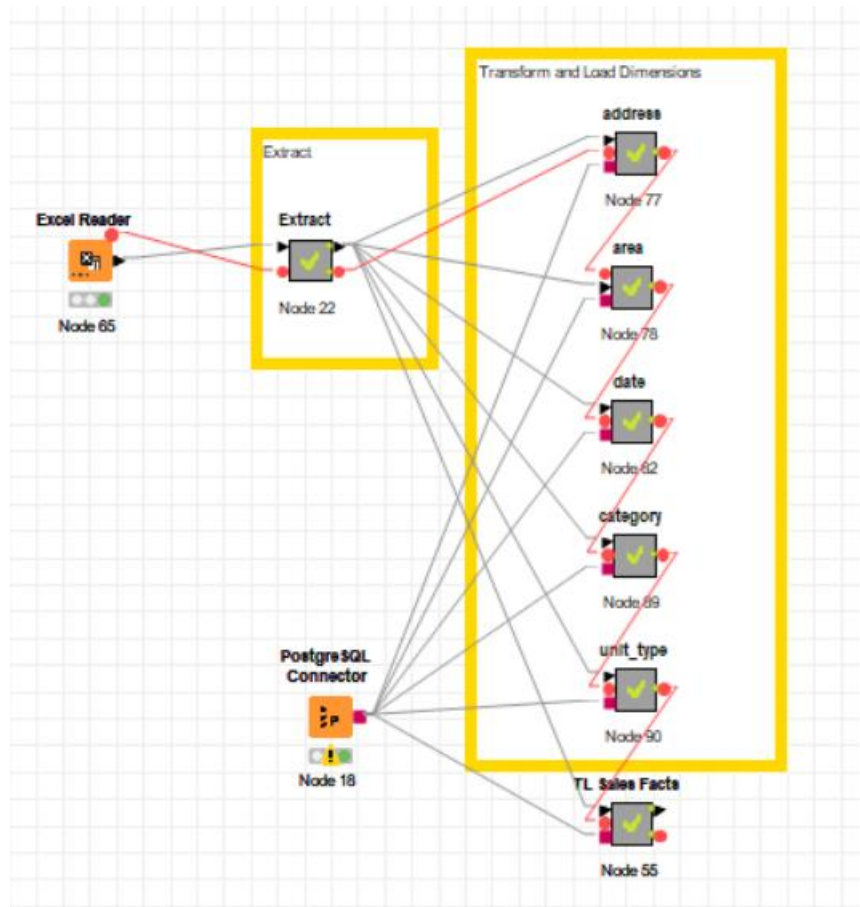 Transform and Load Dimensions
address
Node 77
Extract
Excel Reader
Extract
Node 22
Node 65
area
Node 78
date
Node 82
category
Node 89
unit_type
Node 90
PostgreSQL
Connector
P
Node 18
TL Sales Facts
Node 55